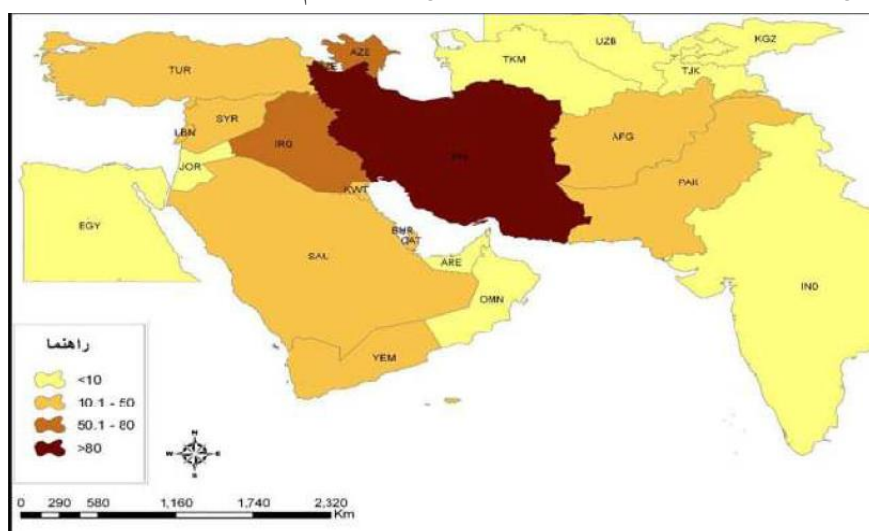 AZE
UZB
KGZ
TKM
TJK
TUR
SYR
AFG
LBN
IRQ
JOR
PAK
KWT
EGY
BHR
QAT
SAU
ARE
IND
OMN
YEM
راهنما
<10
10.1 - 50
50.1 - 80
>80
N
W E
S
0 290 580 1,160 1,740 2,320
Km